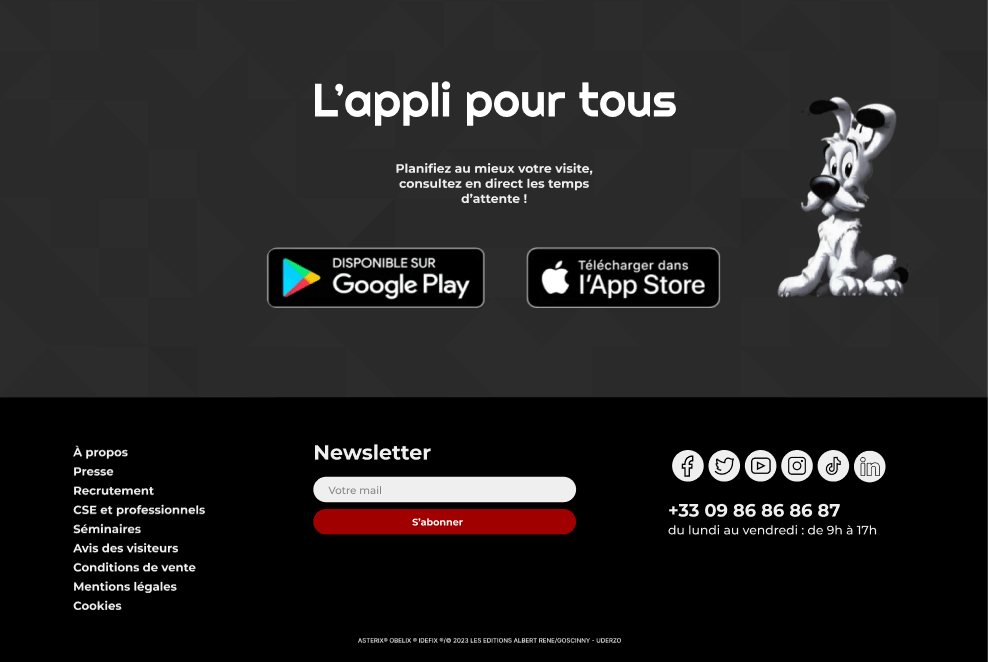 L’appli pour tous
Planifiez au mieux votre visite,
consultez en direct les temps
d’attente !
DISPONIBLE SUR
Google Play
Télécharger dans
l’App Store
À propos
Presse
Recrutement
CSE et professionnels
Séminaires
Avis des visiteurs
Conditions de vente
Mentions légales
Cookies
Newsletter
Votre mail
S’abonner
in
+33 09 86 86 86 87
du lundi au vendredi : de 9h à 17h
ASTERIX® OBELIX ® IDEFIX ®/© 2023 LES EDITIONS ALBERT RENE/GOSCINNY - UDERZO